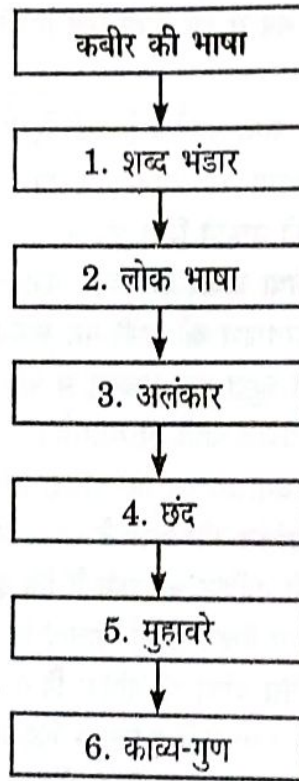 कबीर की भाषा
1. शब्द भंडार
2. लोक भाषा
3. अलंकार
4. छंद
5. मुहावरे
6. काव्य-गुण